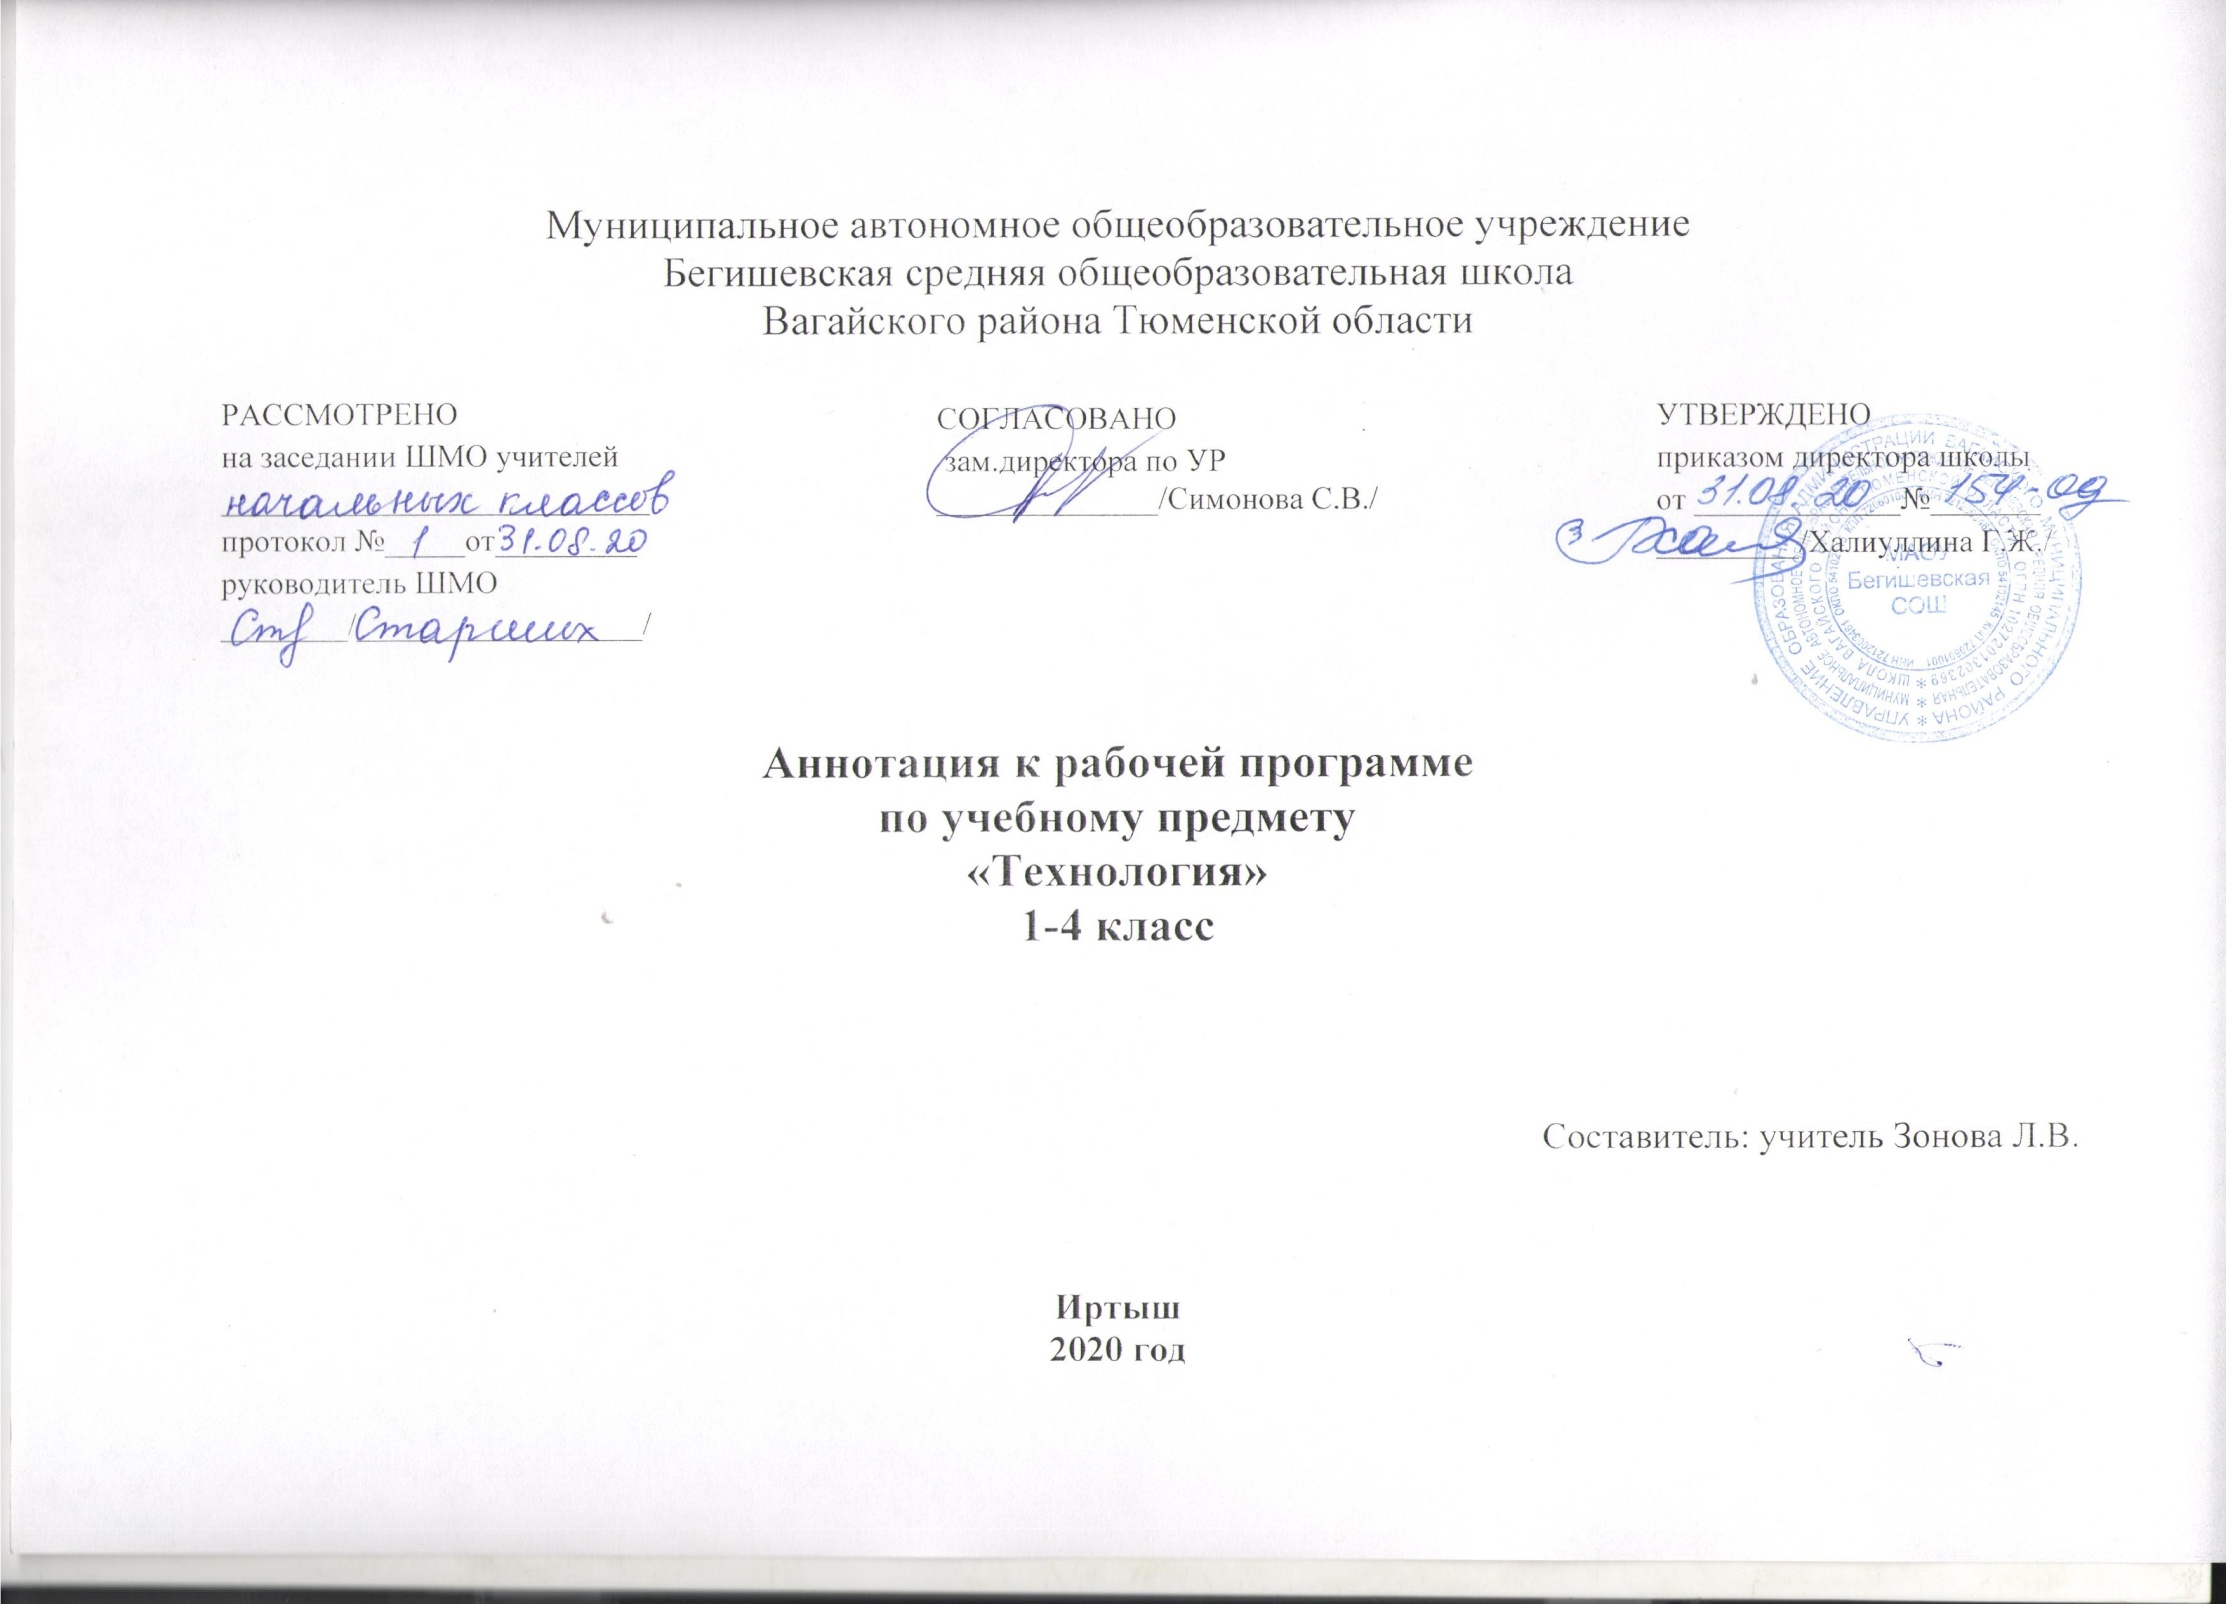 Муниципальное автономное общеобразовательное учреждение
Бегишевская средняя общеобразовательная школа
Вагайского района Тюменской области
РАССМОТРЕНО
на заседании ШМО учителей
начальных классов
протокол № 1 от 31.08.20
руководитель ШМО
/Старших/
СОГЛАСОВАНО
зам.директора по УР
/Симонова С.В./
УТВЕРЖДЕНО
приказом директора школы
от 31.08.20 № 154-од
/Халиуллина Г.Ж./
МАОУ
Бегишевская
СОШ
Аннотация к рабочей программе
по учебному предмету
«Технология»
1-4 класс
Составитель: учитель Зонова Л.В.
Иртыш
2020 год